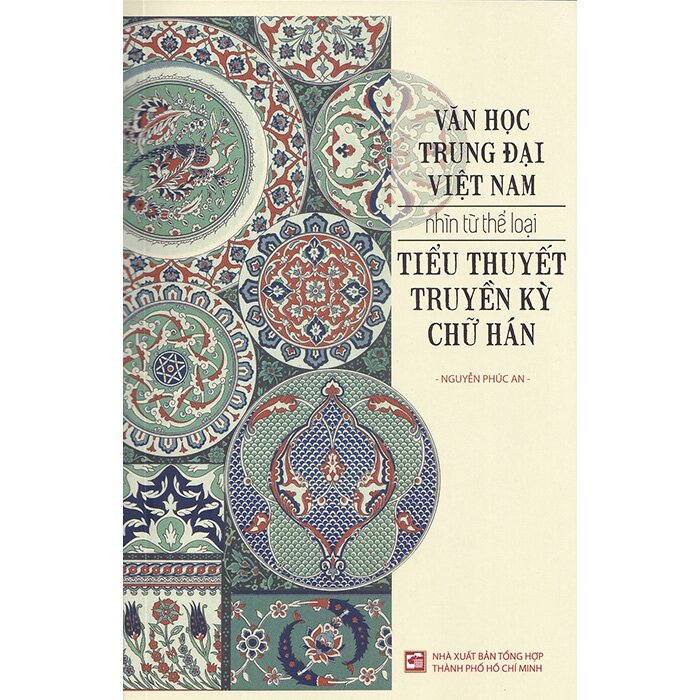 VĂN HỌC
TRUNG ĐẠI
VIỆT NAM
nhìn từ thể loại
TIỂU THUYẾT
TRUYỀN KỲ
CHỮ HÁN
- NGUYỄN PHÚC AN -
NHÀ XUẤT BẢN TỔNG HỢP
THÀNH PHỐ HỒ CHÍ MINH